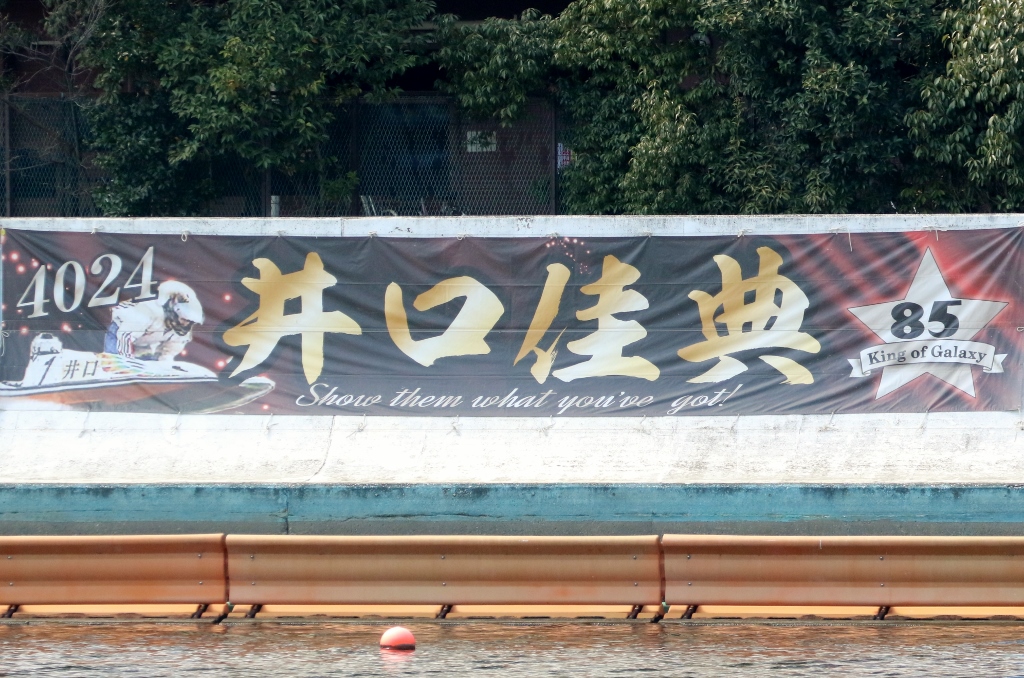 4024
井口佳典
1 井口
Show them what you've got!
85
King of Galaxy